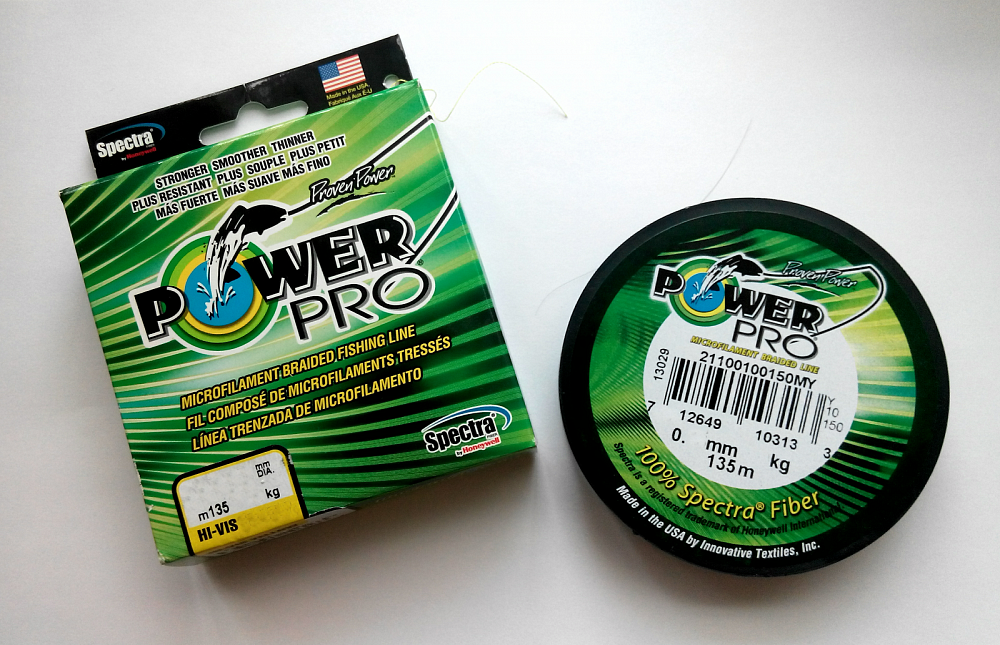 Made in the USA
Fabriqué Aux É-U
Spectra
FIBER
by Honeywell
STRONGER SMOOTHER THINNER
PLUS RESISTANT PLUS SOUPLE PLUS PETIT
MÁS FUERTE MÁS SUAVE MÁS FINO
Proven Power
POWER
PRO
MICROFILAMENT BRAIDED FISHING LINE
FIL COMPOSÉ DE MICROFILAMENTS TRESSÉS
LÍNEA TRENZADA DE MICROFILAMENTO
Spectra
FIBER
by Honeywell
mm
DIA.
kg
m135
HI-VIS
Proven Power
POWER
PRO
MICROFILAMENT BRAIDED LINE
21100100150MY
13029
Y
10
150
7 12649 10313 3
0. mm kg
135m
100% Spectra® Fiber
Spectra is a registered trademark of Honeywell International
Made in the USA by Innovative Textiles, Inc.